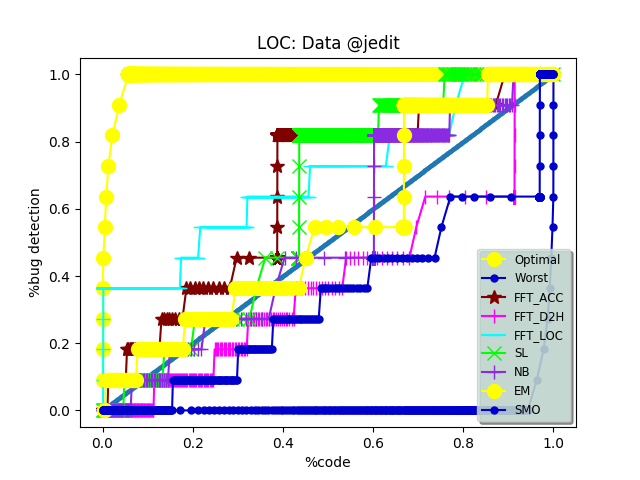 LOC: Data @jedit
%bug detection
1.0
0.8
0.6
0.4
0.2
0.0
Optimal
Worst
FFT_ACC
FFT_D2H
FFT_LOC
SL
NB
EM
SMO
0.0 0.2 0.4 0.6 0.8 1.0
%code